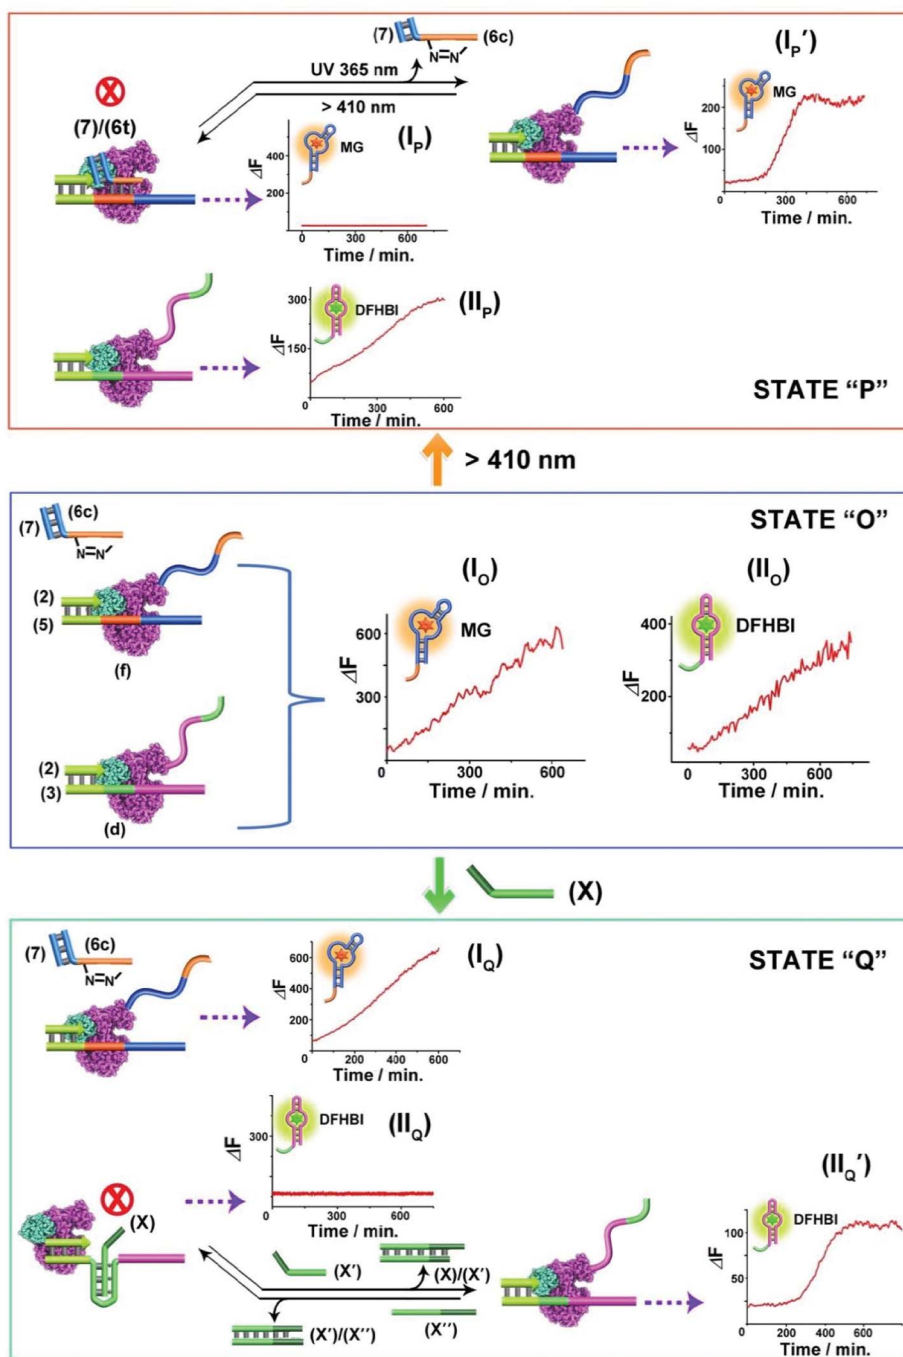 (7)
(6c)
N=N
UV 365 nm
> 410 nm
(7)/(6t)
X
(I_P)
MG
ΔF
400
200
0
300
600
Time / min.
(I_P')
MG
ΔF
200
100
0
300
600
Time / min.
(II_P)
DFHBI
ΔF
300
150
0
300
600
Time / min.
STATE “P”
> 410 nm
STATE “O”
(7)
(6c)
N=N
(2)
(5)
(f)
(2)
(3)
(d)
(I_O)
MG
ΔF
600
300
0
300
600
Time / min.
(II_O)
DFHBI
ΔF
400
200
0
300
600
Time / min.
(X)
STATE “Q”
(7)
(6c)
N=N
(I_Q)
ΔF
600
400
200
0
200
400
600
Time / min.
(II_Q)
DFHBI
ΔF
300
0
300
600
Time / min.
X
(X)
(X')
(X)/(X')
(X')/(X'')
(X'')
(II_Q')
DFHBI
ΔF
100
50
0
200
400
600
800
Time / min.